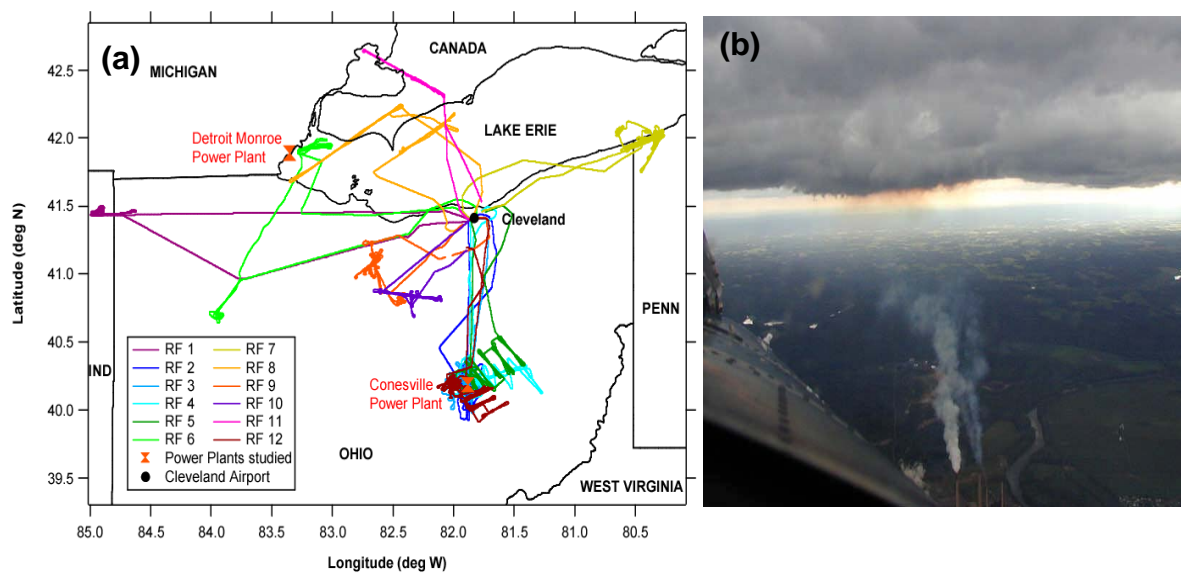 (a)
CANADA
MICHIGAN
42.5
42.0
41.5
41.0
40.5
40.0
39.5
Latitude (deg N)
Detroit Monroe
Power Plant
LAKE ERIE
Cleveland
PENN
IND
Conesville
Power Plant
OHIO
WEST VIRGINIA
RF 1
RF 2
RF 3
RF 4
RF 5
RF 6
RF 7
RF 8
RF 9
RF 10
RF 11
RF 12
Power Plants studied
Cleveland Airport
85.0 84.5 84.0 83.5 83.0 82.5 82.0 81.5 81.0 80.5
Longitude (deg W)
(b)